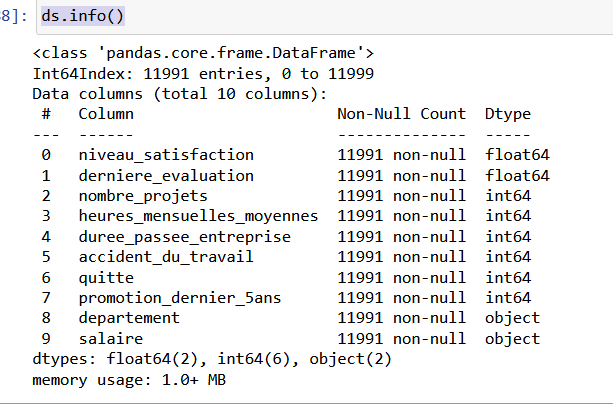 8]: ds.info()
<class 'pandas.core.frame.DataFrame'>
Int64Index: 11991 entries, 0 to 11999
Data columns (total 10 columns):
 #   Column                      Non-Null Count  Dtype
---  ------                      --------------  -----
 0   niveau_satisfaction         11991 non-null  float64
 1   derniere_evaluation         11991 non-null  float64
 2   nombre_projets              11991 non-null  int64
 3   heures_mensuelles_moyennes  11991 non-null  int64
 4   duree_passee_entreprise     11991 non-null  int64
 5   accident_du_travail         11991 non-null  int64
 6   quitte                      11991 non-null  int64
 7   promotion_dernier_5ans      11991 non-null  int64
 8   departement                 11991 non-null  object
 9   salaire                     11991 non-null  object
dtypes: float64(2), int64(6), object(2)
memory usage: 1.0+ MB